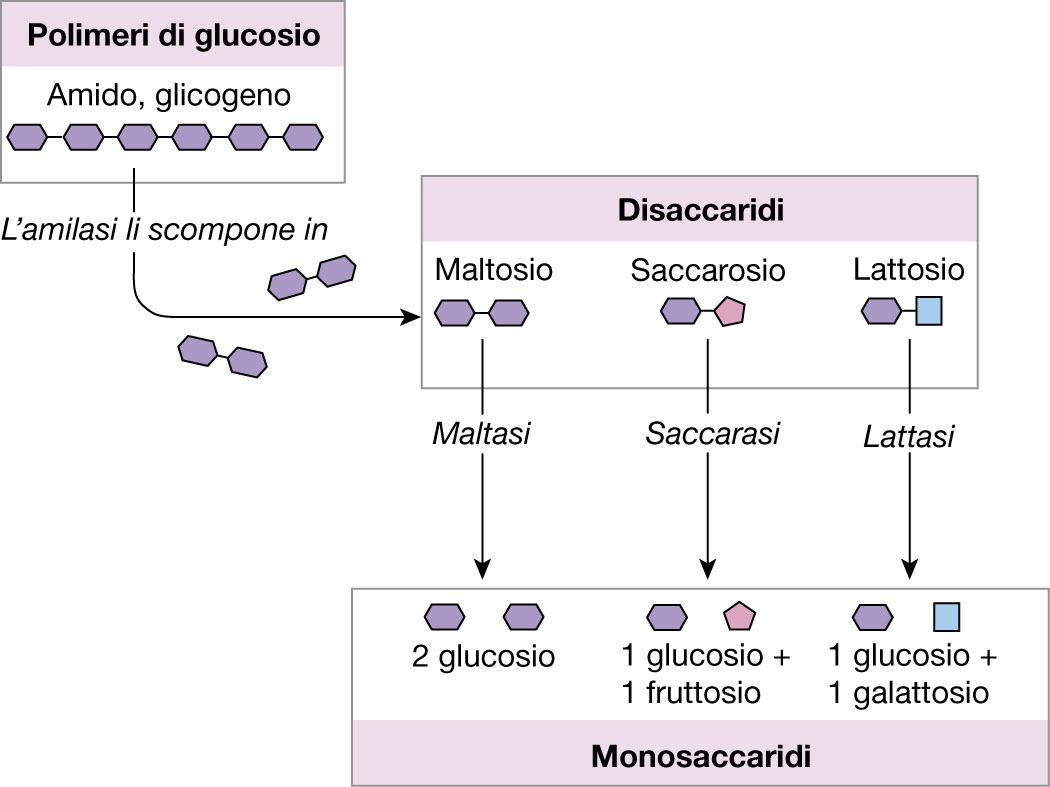 Polimeri di glucosio
Amido, glicogeno
L’amilasi li scompone in
Disaccaridi
Maltosio
Saccarosio
Lattosio
Maltasi
Saccarasi
Lattasi
2 glucosio
1 glucosio +
1 fruttosio
1 glucosio +
1 galattosio
Monosaccaridi